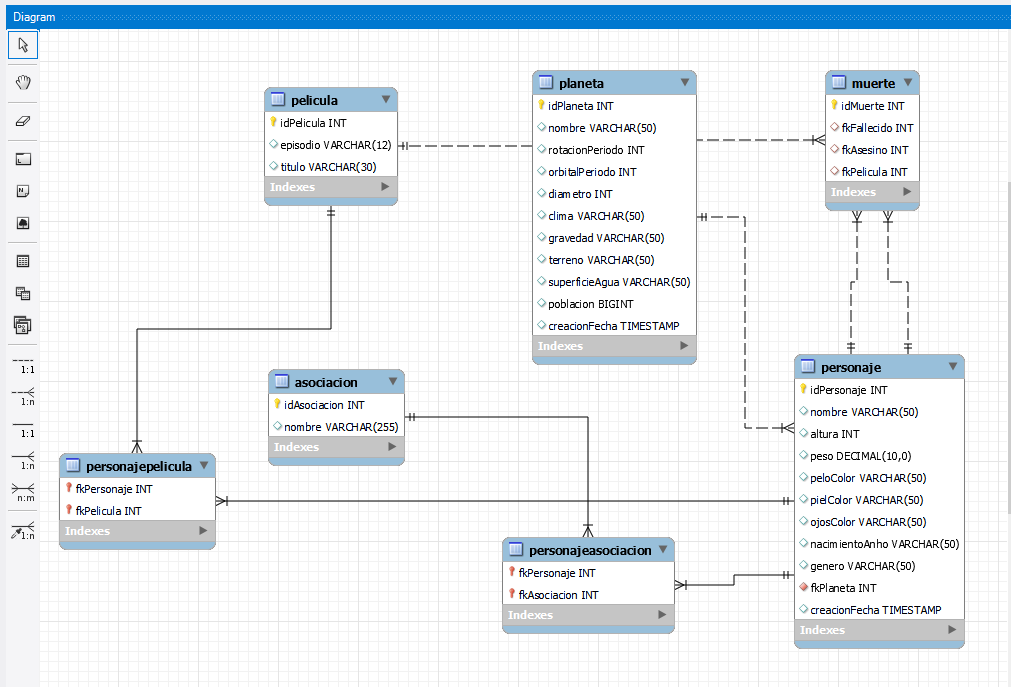 Diagram
1:1
1:n
1:1
1:n
n:m
1:n
pelicula
idPelicula INT
episodio VARCHAR(12)
titulo VARCHAR(30)
Indexes
planeta
idPlaneta INT
nombre VARCHAR(50)
rotacionPeriodo INT
orbitalPeriodo INT
diametro INT
clima VARCHAR(50)
gravedad VARCHAR(50)
terreno VARCHAR(50)
superficieAgua VARCHAR(50)
poblacion BIGINT
creacionFecha TIMESTAMP
Indexes
muerte
idMuerte INT
fkFallecido INT
fkAsesino INT
fkPelicula INT
Indexes
asociacion
idAsociacion INT
nombre VARCHAR(255)
Indexes
personaje
idPersonaje INT
nombre VARCHAR(50)
altura INT
peso DECIMAL(10,0)
peloColor VARCHAR(50)
pielColor VARCHAR(50)
ojosColor VARCHAR(50)
nacimientoAnho VARCHAR(50)
genero VARCHAR(50)
fkPlaneta INT
creacionFecha TIMESTAMP
Indexes
personajepelicula
fkPersonaje INT
fkPelicula INT
Indexes
personajeasociacion
fkPersonaje INT
fkAsociacion INT
Indexes